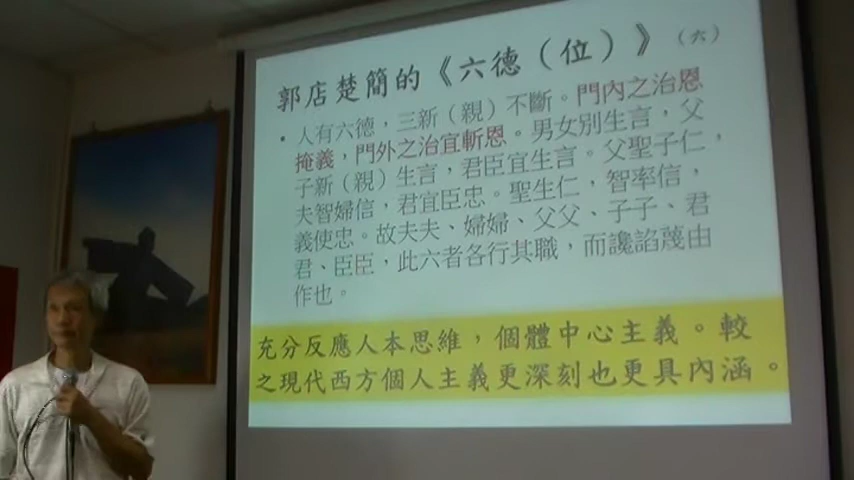 郭店楚簡的《六德（位）》（六）
• 人有六德，三新（親）不斷。門內之治恩
掩義，門外之治宜斬恩。男女別生言，父
子新（親）生言，君臣宜生言。父聖子仁，
夫智婦信，君宜臣忠。聖生仁，智率信，
義使忠。故夫夫、婦婦、父父、子子、君
君、臣臣，此六者各行其職，而讒諂蔑由
作也。
充分反應人本思維，個體中心主義。較
之現代西方個人主義更深刻也更具內涵。